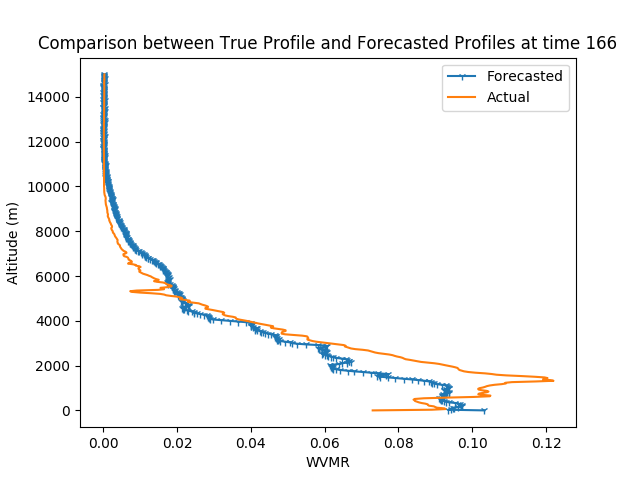 Comparison between True Profile and Forecasted Profiles at time 166
Forecasted
Actual
14000
12000
10000
8000
6000
4000
2000
0
Altitude (m)
0.00 0.02 0.04 0.06 0.08 0.10 0.12
WVMR